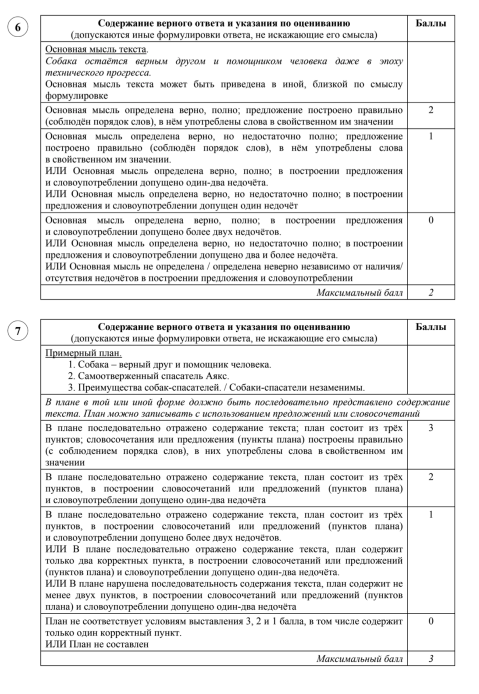 6
Содержание верного ответа и указания по оцениванию
(допускаются иные формулировки ответа, не искажающие его смысла)
Баллы
Основная мысль текста.
Собака остаётся верным другом и помощником человека даже в эпоху
технического прогресса.
Основная мысль текста может быть приведена в иной, близкой по смыслу
формулировке
Основная мысль определена верно, полно; предложение построено правильно
(соблюдён порядок слов), в нём употреблены слова в свойственном им значении
2
Основная мысль определена верно, но недостаточно полно; предложение
построено правильно (соблюдён порядок слов), в нём употреблены слова
в свойственном им значении.
ИЛИ Основная мысль определена верно, полно; в построении предложения
и словоупотреблении допущено один-два недочёта.
ИЛИ Основная мысль определена верно, но недостаточно полно; в построении
предложения и словоупотреблении допущен один недочёт
1
Основная мысль определена верно, полно; в построении предложения
и словоупотреблении допущено более двух недочётов.
ИЛИ Основная мысль определена верно, но недостаточно полно; в построении
предложения и словоупотреблении допущено два и более недочёта.
ИЛИ Основная мысль не определена / определена неверно независимо от наличия/
отсутствия недочётов в построении предложения и словоупотреблении
0
Максимальный балл
2
7
Содержание верного ответа и указания по оцениванию
(допускаются иные формулировки ответа, не искажающие его смысла)
Баллы
Примерный план.
1. Собака – верный друг и помощник человека.
2. Самоотверженный спасатель Аякс.
3. Преимущества собак-спасателей. / Собаки-спасатели незаменимы.
В плане в той или иной форме должно быть последовательно представлено содержание
текста. План можно записывать с использованием предложений или словосочетаний
В плане последовательно отражено содержание текста; план состоит из трёх
пунктов; словосочетания или предложения (пункты плана) построены правильно
(с соблюдением порядка слов), в них употреблены слова в свойственном им
значении
3
В плане последовательно отражено содержание текста, план состоит из трёх
пунктов, в построении словосочетаний или предложений (пунктов плана)
и словоупотреблении допущено один-два недочёта
2
В плане последовательно отражено содержание текста, план состоит из трёх
пунктов, в построении словосочетаний или предложений (пунктов плана)
и словоупотреблении допущено более двух недочётов.
ИЛИ В плане последовательно отражено содержание текста, план содержит
только два корректных пункта, в построении словосочетаний или предложений
(пунктов плана) и словоупотреблении допущено один-два недочёта.
ИЛИ В плане нарушена последовательность содержания текста, план содержит не
менее двух пунктов, в построении словосочетаний или предложений (пунктов
плана) и словоупотреблении допущено один-два недочёта
1
План не соответствует условиям выставления 3, 2 и 1 балла, в том числе содержит
только один корректный пункт.
ИЛИ План не составлен
0
Максимальный балл
3